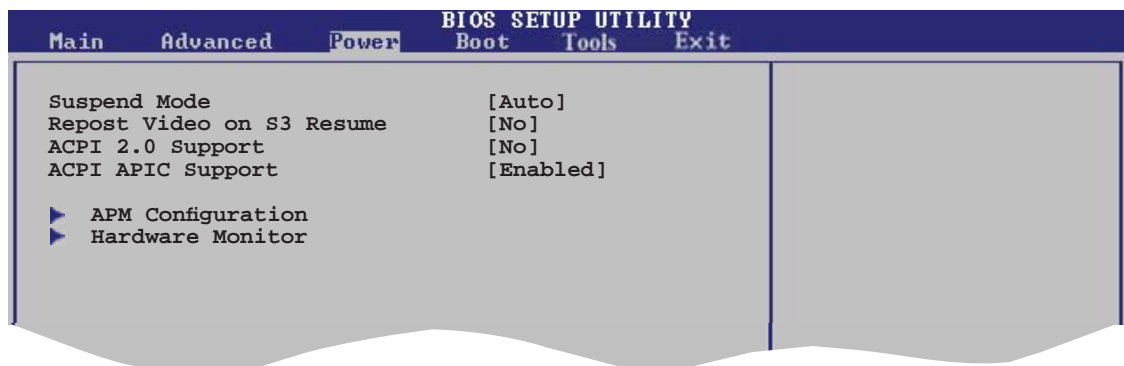 BIOS SETUP UTILITY
Main Advanced Power Boot Tools Exit
Suspend Mode [Auto]
Repost Video on S3 Resume [No]
ACPI 2.0 Support [No]
ACPI APIC Support [Enabled]
APM Configuration
Hardware Monitor